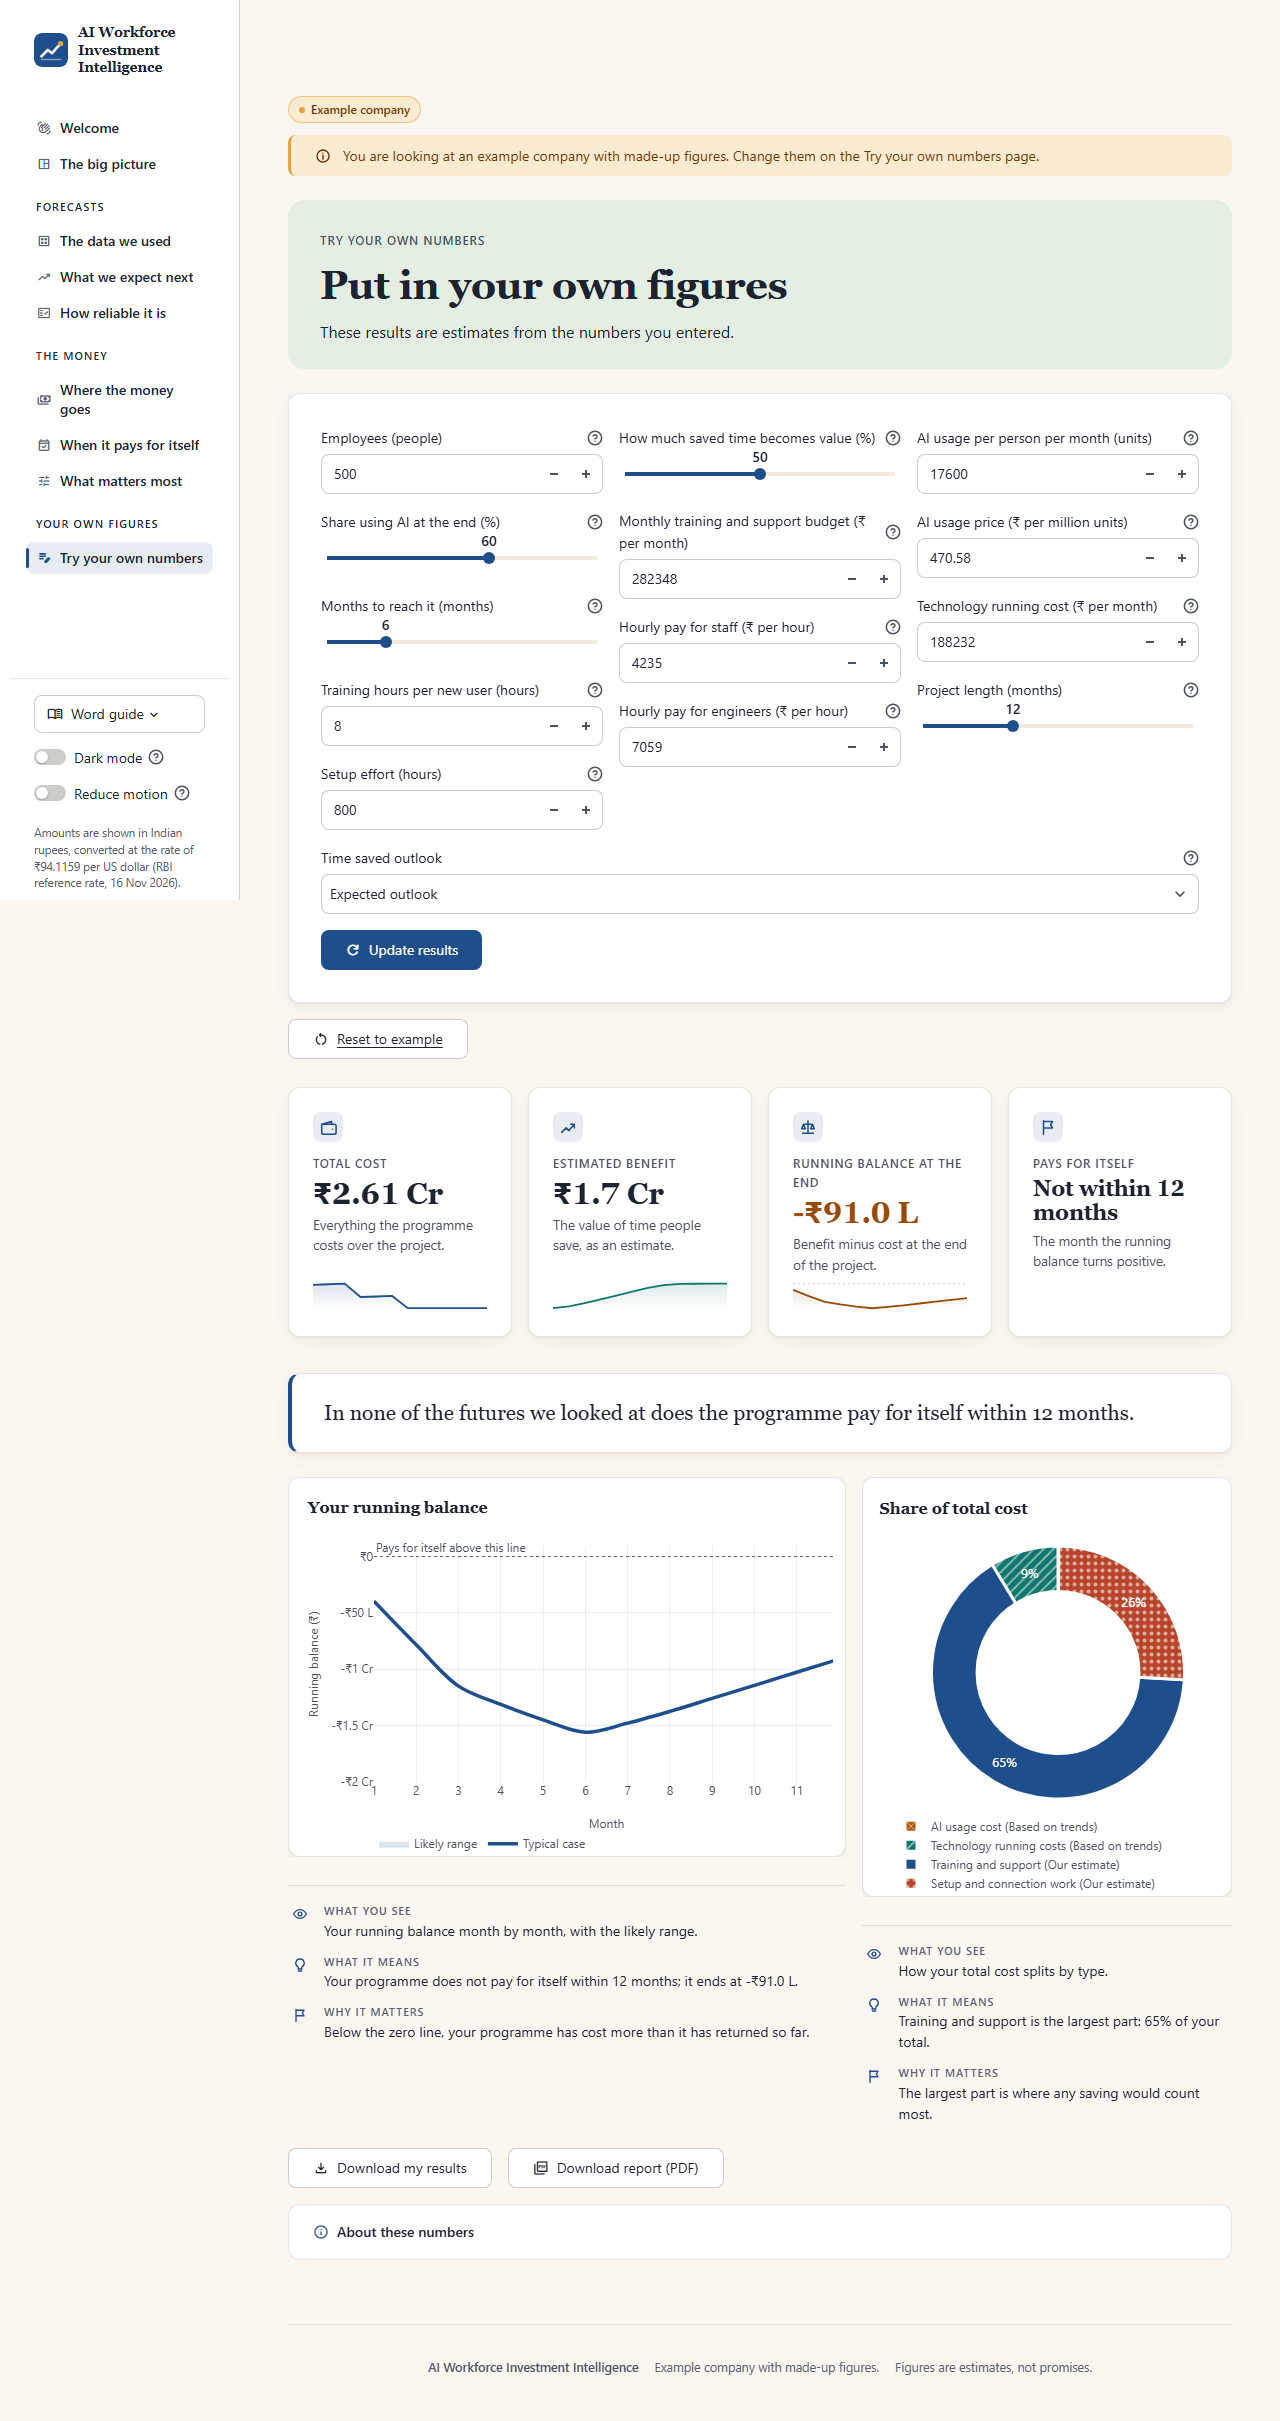 AI Workforce
Investment
Intelligence
Welcome
The big picture
FORECASTS
The data we used
What we expect next
How reliable it is
THE MONEY
Where the money
goes
When it pays for itself
What matters most
YOUR OWN FIGURES
Try your own numbers
Word guide
Dark mode
Reduce motion
Amounts are shown in Indian
rupees, converted at the rate of
₹94.1159 per US dollar (RBI
reference rate, 16 Nov 2026).
Example company
You are looking at an example company with made-up figures. Change them on the Try your own numbers page.
TRY YOUR OWN NUMBERS
Put in your own figures
These results are estimates from the numbers you entered.
Employees (people)
500
Share using AI at the end (%)
60
Months to reach it (months)
6
Training hours per new user (hours)
8
Setup effort (hours)
800
How much saved time becomes value (%)
50
Monthly training and support budget (₹
per month)
282348
Hourly pay for staff (₹ per hour)
4235
Hourly pay for engineers (₹ per hour)
7059
AI usage per person per month (units)
17600
AI usage price (₹ per million units)
470.58
Technology running cost (₹ per month)
188232
Project length (months)
12
Time saved outlook
Expected outlook
Update results
Reset to example
TOTAL COST
₹2.61 Cr
Everything the programme
costs over the project.
ESTIMATED BENEFIT
₹1.7 Cr
The value of time people
save, as an estimate.
RUNNING BALANCE AT THE
END
-₹91.0 L
Benefit minus cost at the end
of the project.
PAYS FOR ITSELF
Not within 12
months
The month the running
balance turns positive.
In none of the futures we looked at does the programme pay for itself within 12 months.
Your running balance
Pays for itself above this line
₹0
-₹50 L
-₹1 Cr
-₹1.5 Cr
-₹2 Cr
Running balance (₹)
1 2 3 4 5 6 7 8 9 10 11
Month
Likely range
Typical case
WHAT YOU SEE
Your running balance month by month, with the likely range.
WHAT IT MEANS
Your programme does not pay for itself within 12 months; it ends at -₹91.0 L.
WHY IT MATTERS
Below the zero line, your programme has cost more than it has returned so far.
Share of total cost
9%
26%
65%
AI usage cost (Based on trends)
Technology running costs (Based on trends)
Training and support (Our estimate)
Setup and connection work (Our estimate)
WHAT YOU SEE
How your total cost splits by type.
WHAT IT MEANS
Training and support is the largest part: 65% of your
total.
WHY IT MATTERS
The largest part is where any saving would count
most.
Download my results
Download report (PDF)
About these numbers
AI Workforce Investment Intelligence Example company with made-up figures. Figures are estimates, not promises.